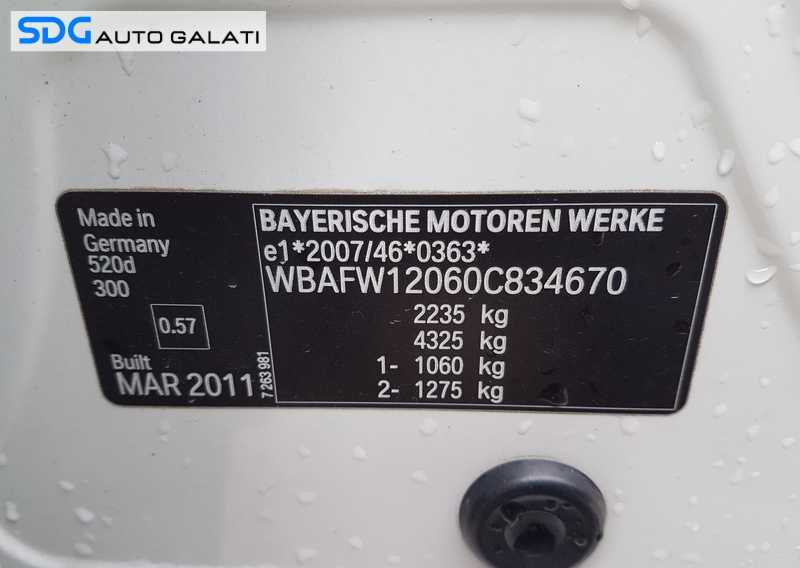 SDG AUTO GALATI
Made in
Germany
520d
300
0.57
Built
MAR 2011
7 263 981
BAYERISCHE MOTOREN WERKE
e1*2007/46*0363*
WBAFW12060C834670
2235 kg
4325 kg
1- 1060 kg
2- 1275 kg